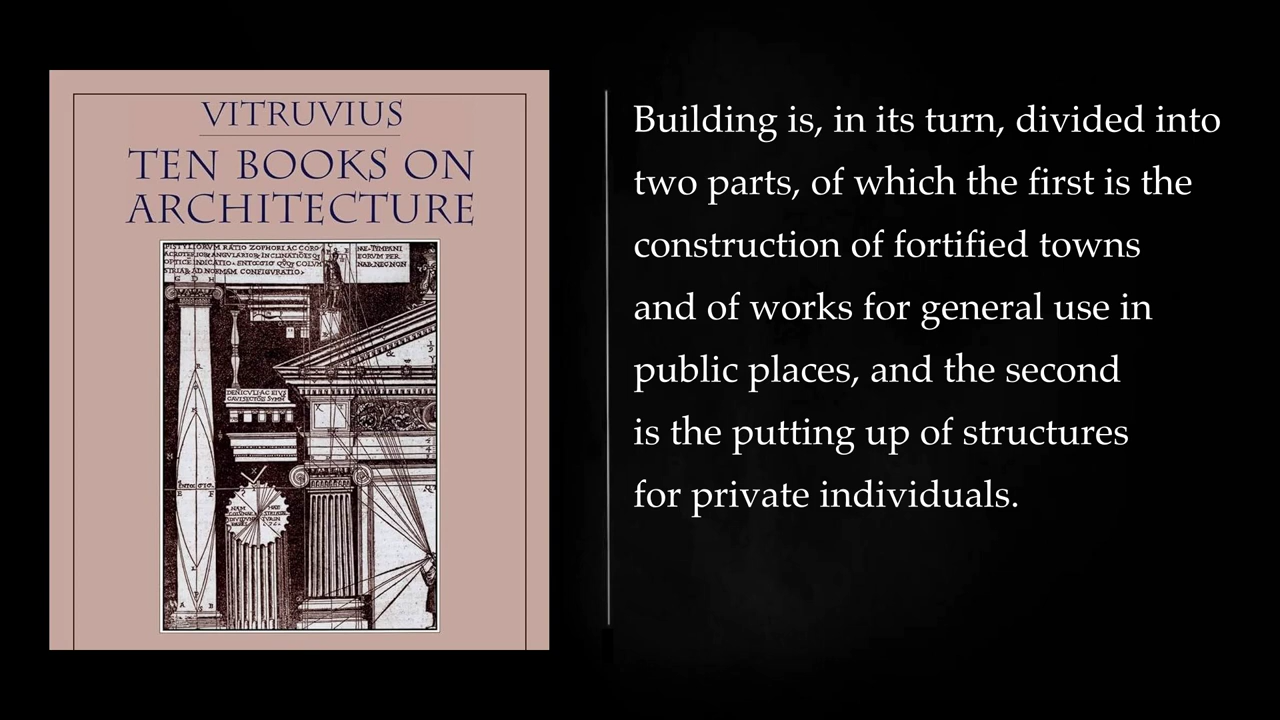 VITRUVIUS
TEN BOOKS ON
ARCHITECTURE
Building is, in its turn, divided into
two parts, of which the first is the
construction of fortified towns
and of works for general use in
public places, and the second
is the putting up of structures
for private individuals.